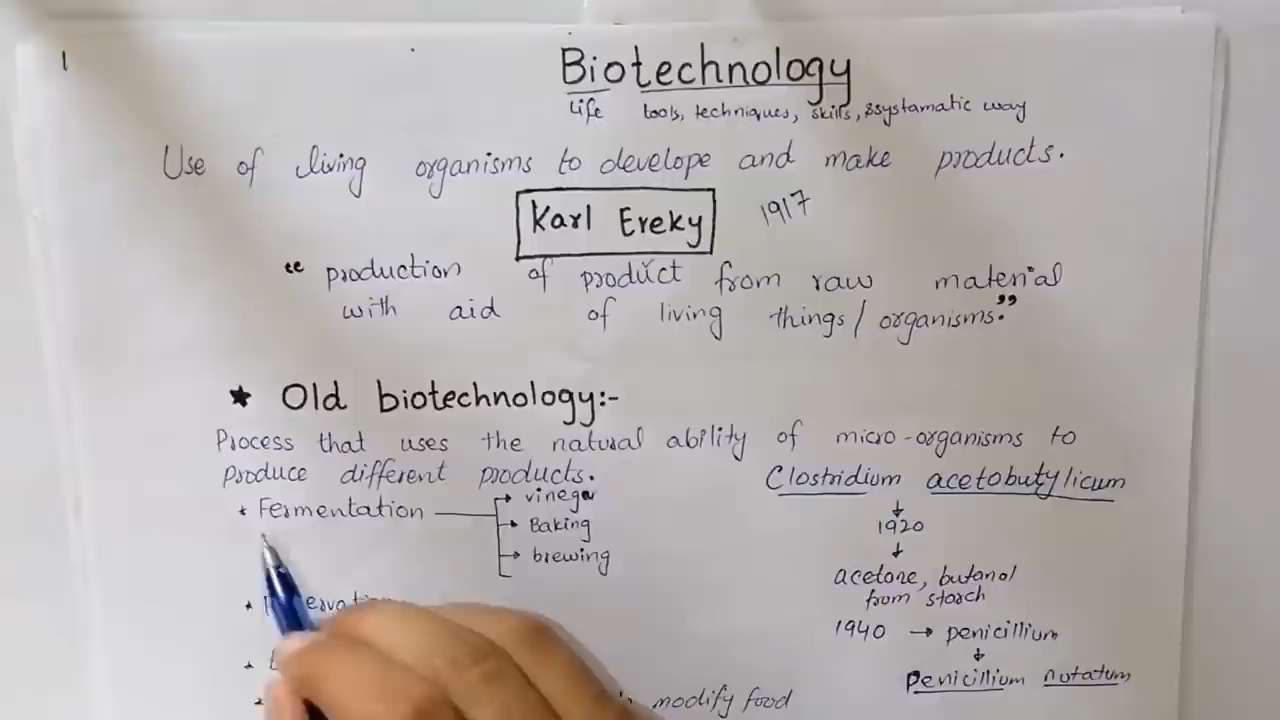 1
Biotechnology
Life tools, techniques, skills, &systamatic way
Use of living organisms to develope and make products.
Karl Ereky 1917
“ production of product from raw material
with aid of living things/organisms.”
★ Old biotechnology:-
Process that uses the natural ability of micro-organisms to
produce different products.
* Fermentation → vinegar
→ Baking
→ brewing
*
*
* modify food
Clostridium acetobutylicum
↓
1920
↓
acetone, butanol
from starch
1940 → penicillium
↓
Penicillium notatum